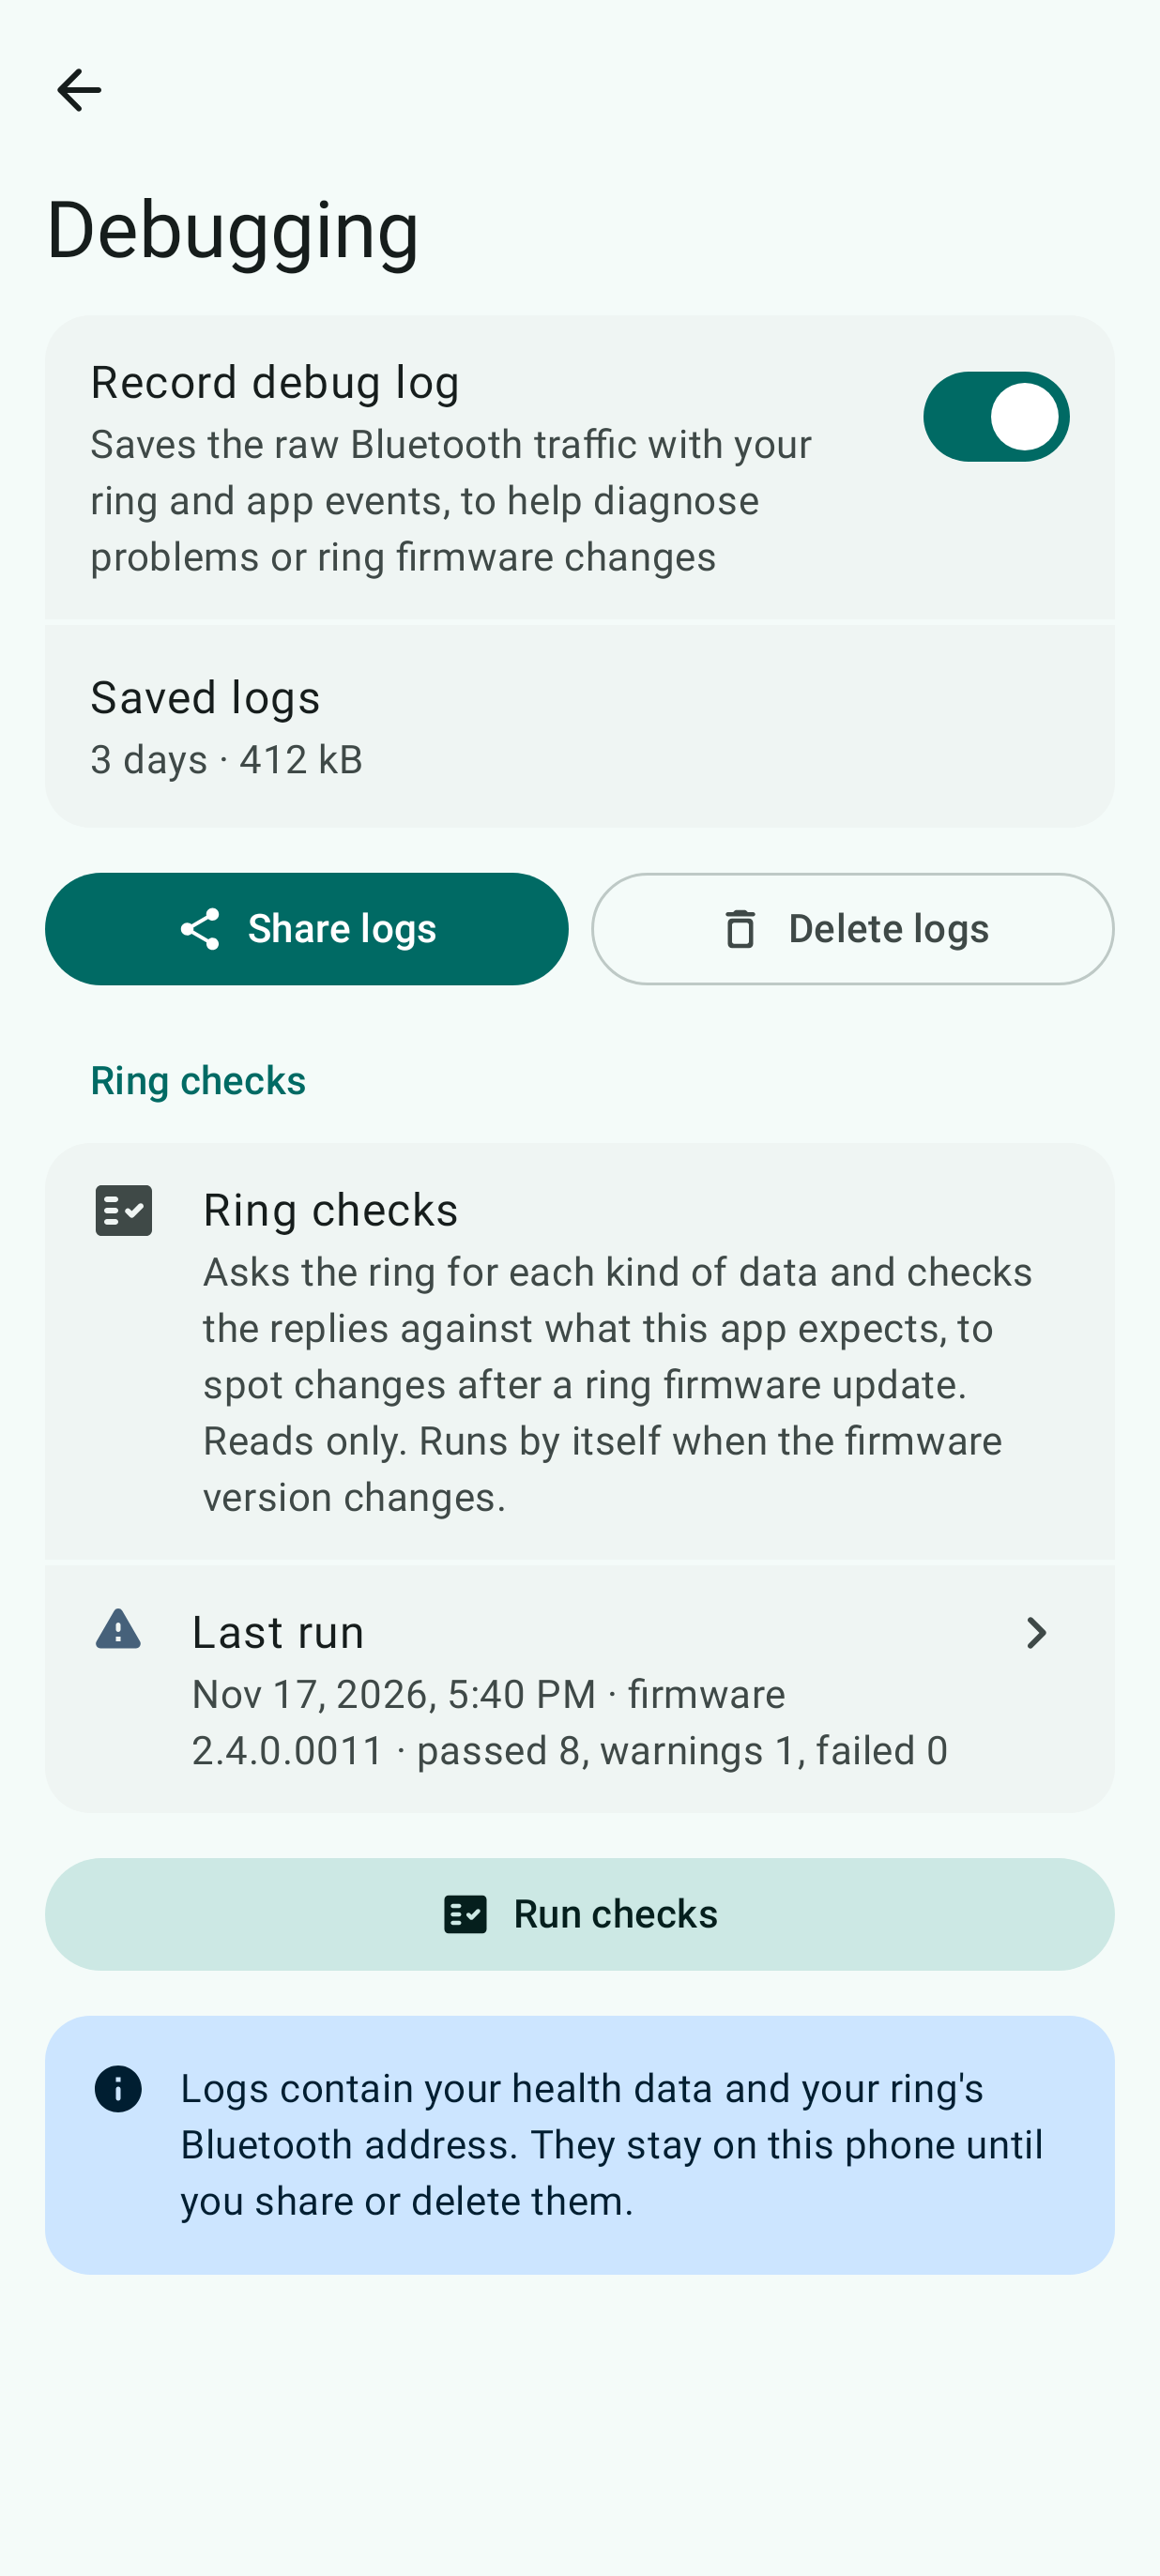 Debugging
Record debug log
Saves the raw Bluetooth traffic with your
ring and app events, to help diagnose
problems or ring firmware changes
Saved logs
3 days · 412 kB
Share logs
Delete logs
Ring checks
Ring checks
Asks the ring for each kind of data and checks
the replies against what this app expects, to
spot changes after a ring firmware update.
Reads only. Runs by itself when the firmware
version changes.
Last run
Nov 17, 2026, 5:40 PM · firmware
2.4.0.0011 · passed 8, warnings 1, failed 0
Run checks
Logs contain your health data and your ring's
Bluetooth address. They stay on this phone until
you share or delete them.